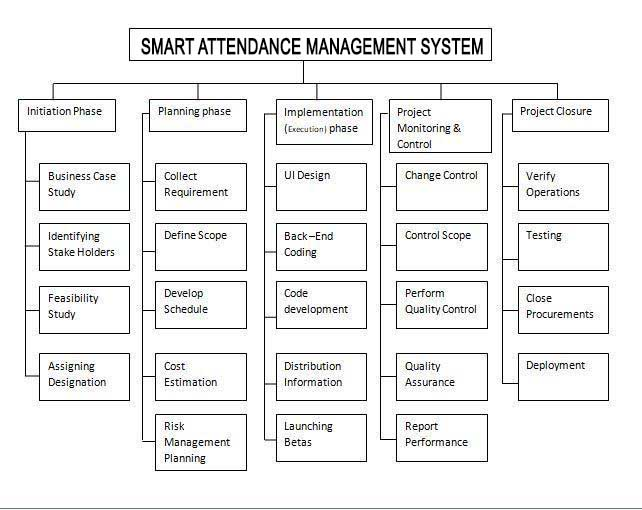 SMART ATTENDANCE MANAGEMENT SYSTEM
Initiation Phase
Business Case
Study
Identifying
Stake Holders
Feasibility
Study
Assigning
Designation
Planning phase
Collect
Requirement
Define Scope
Develop
Schedule
Cost
Estimation
Risk
Management
Planning
Implementation
(Execution) phase
UI Design
Back–End
Coding
Code
development
Distribution
Information
Launching
Betas
Project
Monitoring &
Control
Change Control
Control Scope
Perform
Quality Control
Quality
Assurance
Report
Performance
Project Closure
Verify
Operations
Testing
Close
Procurements
Deployment